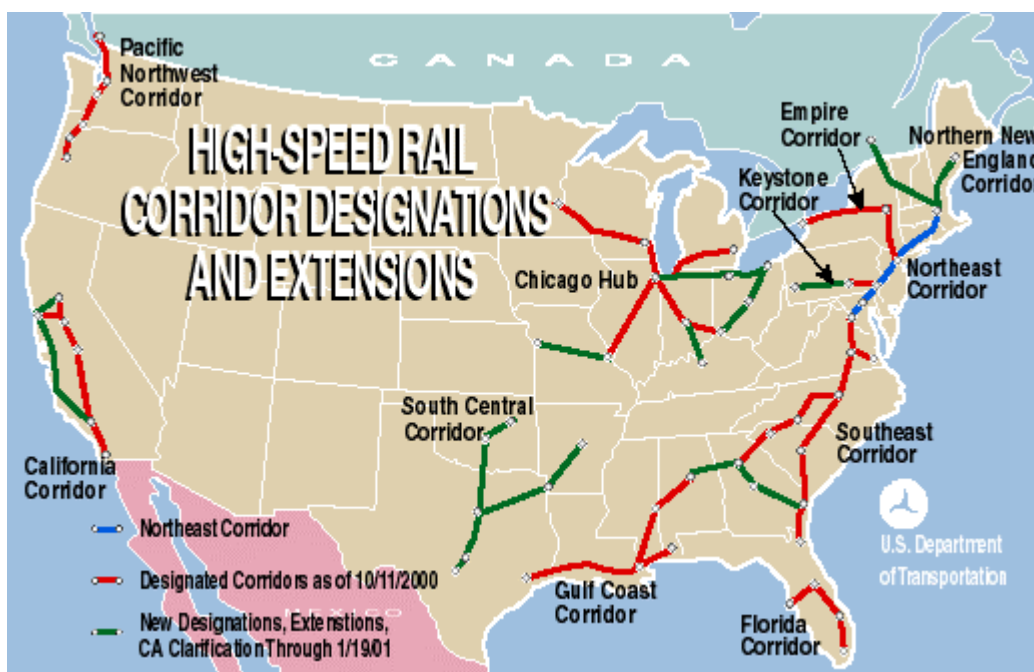 CANADA
Pacific
Northwest
Corridor
HIGH-SPEED RAIL
CORRIDOR DESIGNATIONS
AND EXTENSIONS
Empire
Corridor
Northern New
England
Corridor
Keystone
Corridor
Chicago Hub
Northeast
Corridor
South Central
Corridor
Southeast
Corridor
California
Corridor
Gulf Coast
Corridor
Florida
Corridor
MEXICO
Northeast Corridor
Designated Corridors as of 10/11/2000
New Designations, Extenstions,
CA Clarification Through 1/19/01
U.S. Department
of Transportation